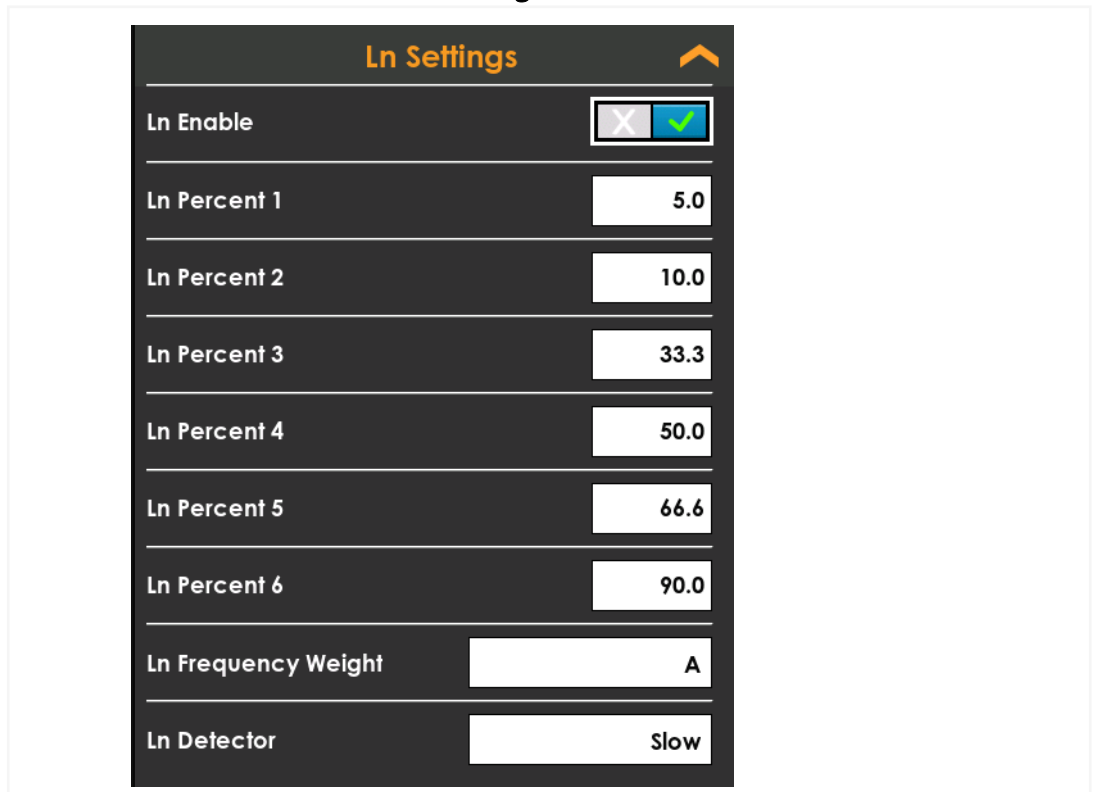 Ln Settings
Ln Enable
Ln Percent 1 5.0
Ln Percent 2 10.0
Ln Percent 3 33.3
Ln Percent 4 50.0
Ln Percent 5 66.6
Ln Percent 6 90.0
Ln Frequency Weight A
Ln Detector Slow